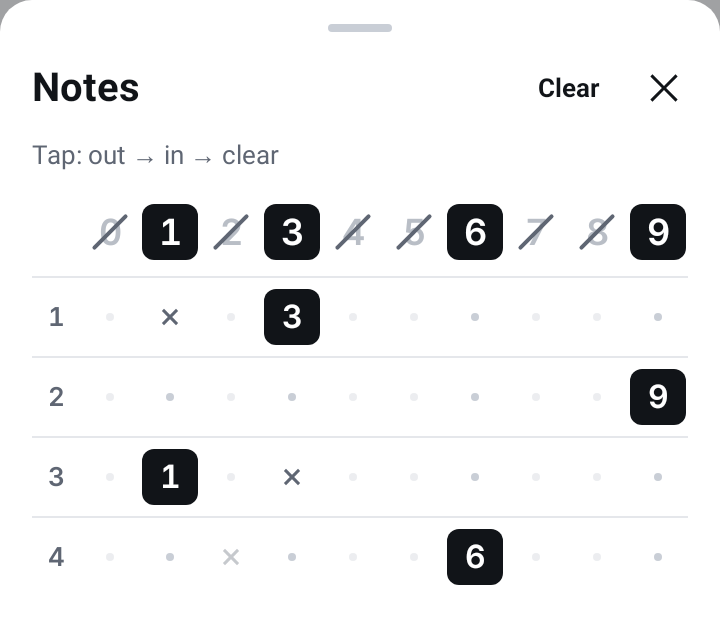 Notes
Clear
Tap: out → in → clear
0 1 2 3 4 5 6 7 8 9
1 × 3
2 9
3 1 ×
4 × 6